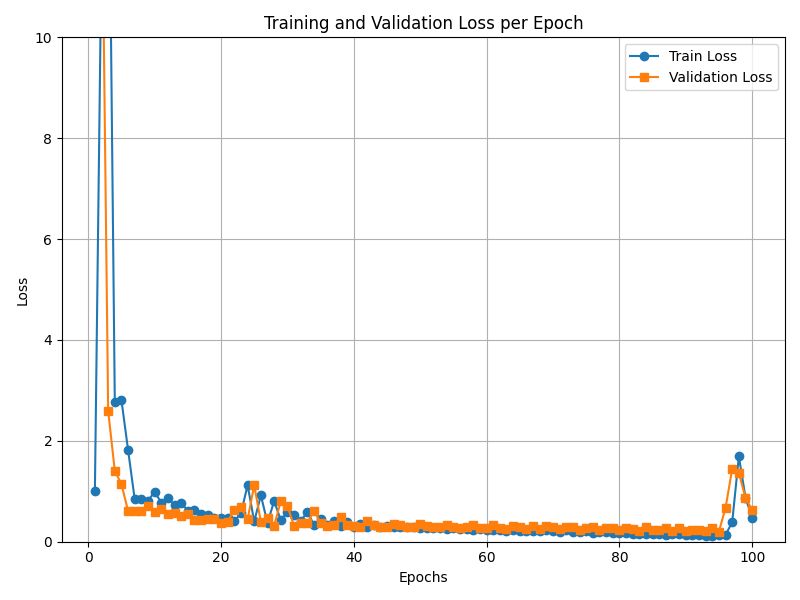 Training and Validation Loss per Epoch
Train Loss
Validation Loss
10
8
6
4
2
0
Loss
0 20 40 60 80 100
Epochs